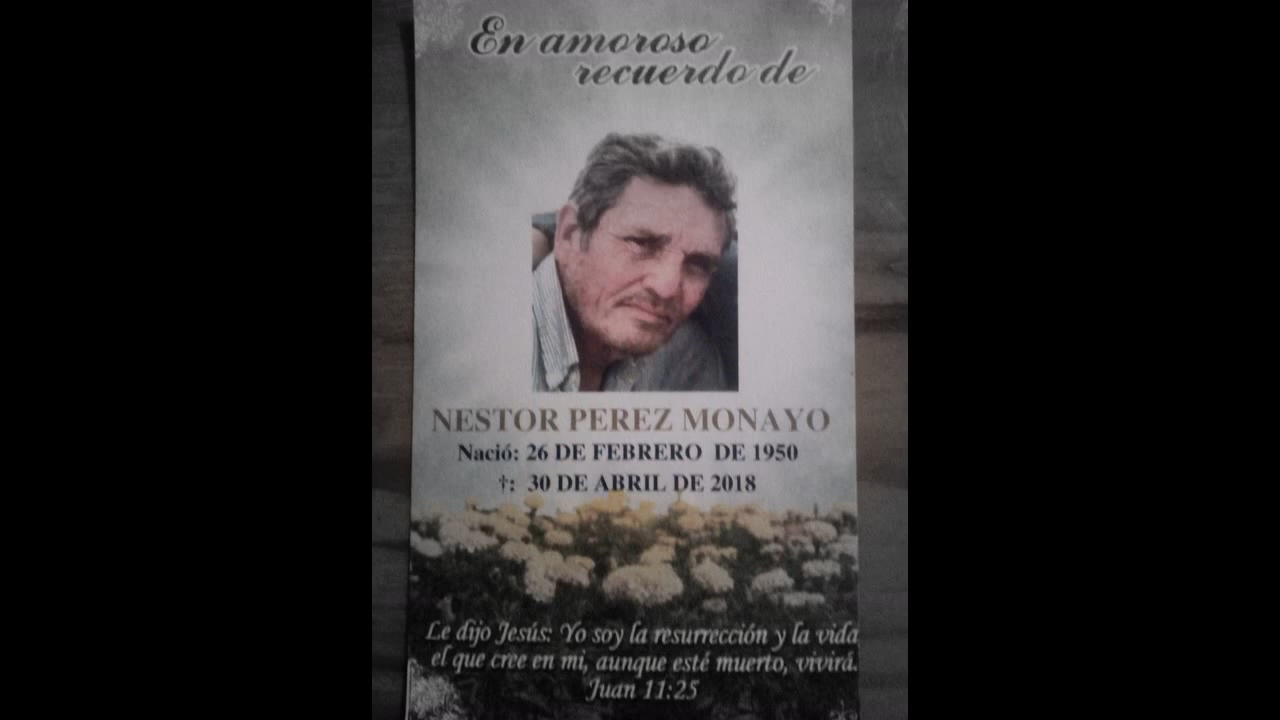 En amoroso
recuerdo de
NESTOR PEREZ MONAYO
Nació: 26 DE FEBRERO DE 1950
†: 30 DE ABRIL DE 2018
Le dijo Jesús: Yo soy la resurrección y la vida
el que cree en mi, aunque esté muerto, vivirá.
Juan 11:25